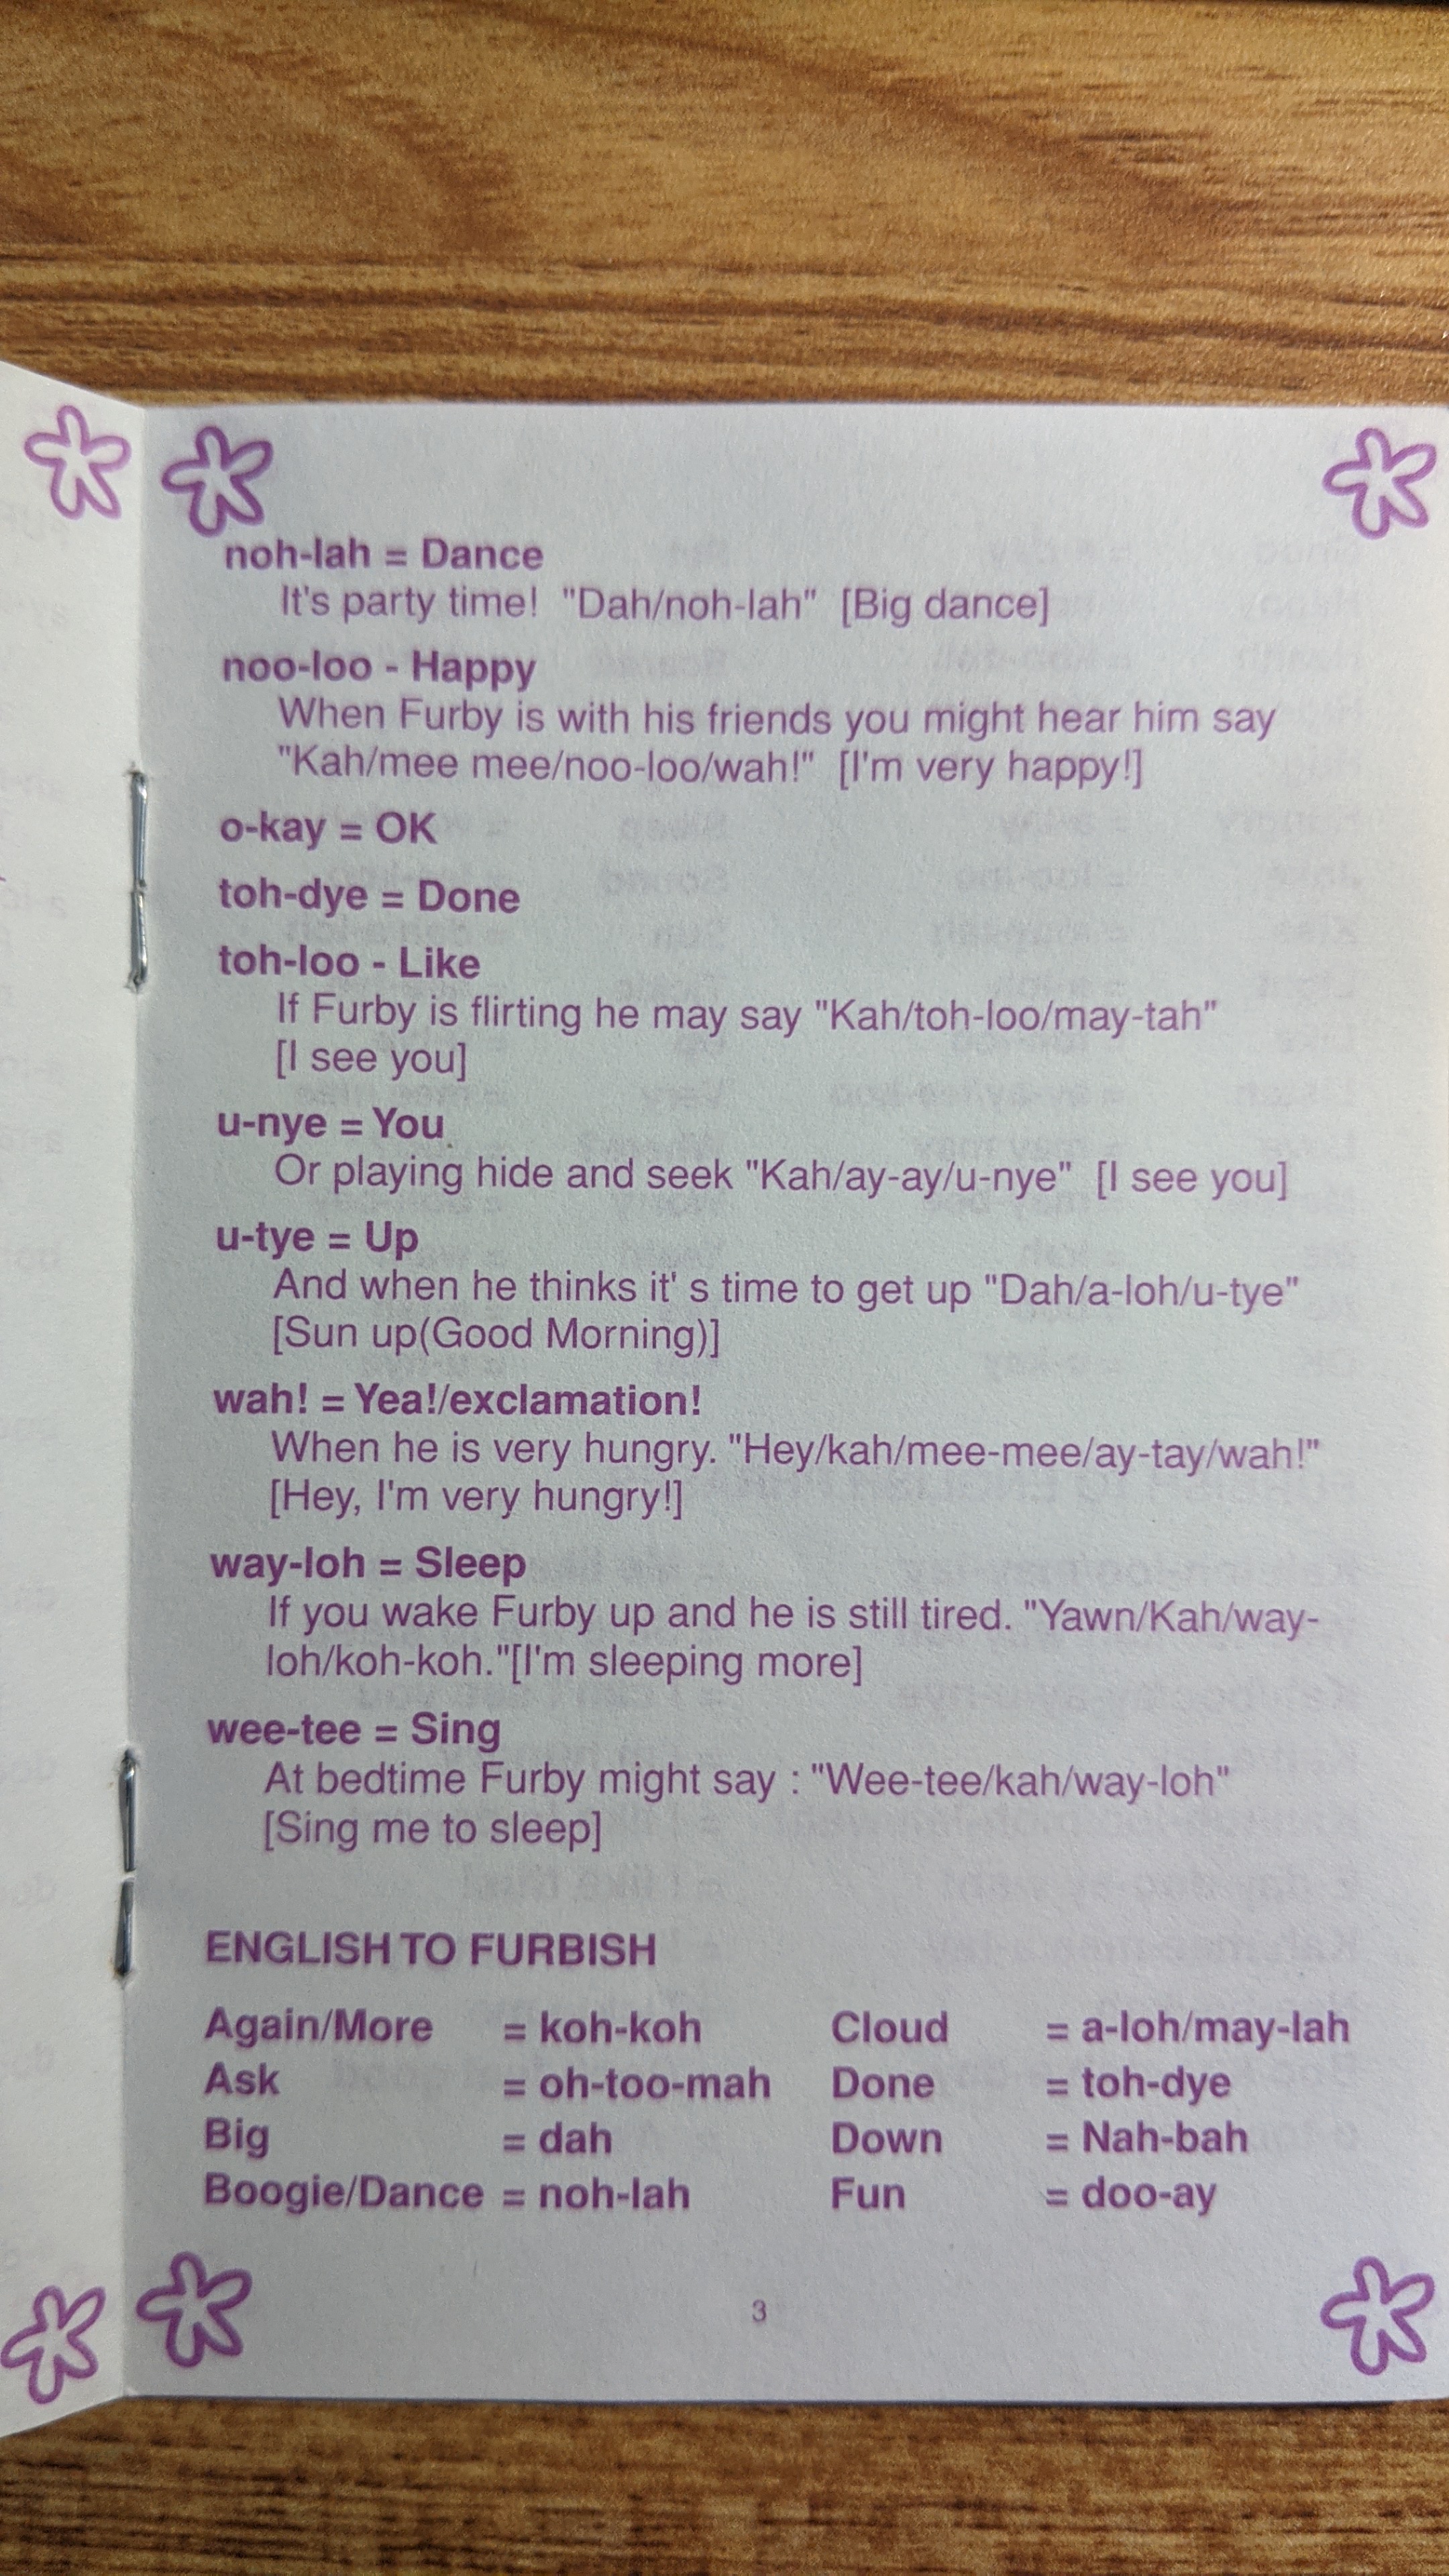 noh-lah = Dance
It's party time! "Dah/noh-lah" [Big dance]
noo-loo - Happy
When Furby is with his friends you might hear him say
"Kah/mee mee/noo-loo/wah!" [I'm very happy!]
o-kay = OK
toh-dye = Done
toh-loo - Like
If Furby is flirting he may say "Kah/toh-loo/may-tah"
[I see you]
u-nye = You
Or playing hide and seek "Kah/ay-ay/u-nye" [I see you]
u-tye = Up
And when he thinks it' s time to get up "Dah/a-loh/u-tye"
[Sun up(Good Morning)]
wah! = Yea!/exclamation!
When he is very hungry. "Hey/kah/mee-mee/ay-tay/wah!"
[Hey, I'm very hungry!]
way-loh = Sleep
If you wake Furby up and he is still tired. "Yawn/Kah/way-
loh/koh-koh."[I'm sleeping more]
wee-tee = Sing
At bedtime Furby might say : "Wee-tee/kah/way-loh"
[Sing me to sleep]
ENGLISH TO FURBISH
Again/More = koh-koh Cloud = a-loh/may-lah
Ask = oh-too-mah Done = toh-dye
Big = dah Down = Nah-bah
Boogie/Dance = noh-lah Fun = doo-ay
3